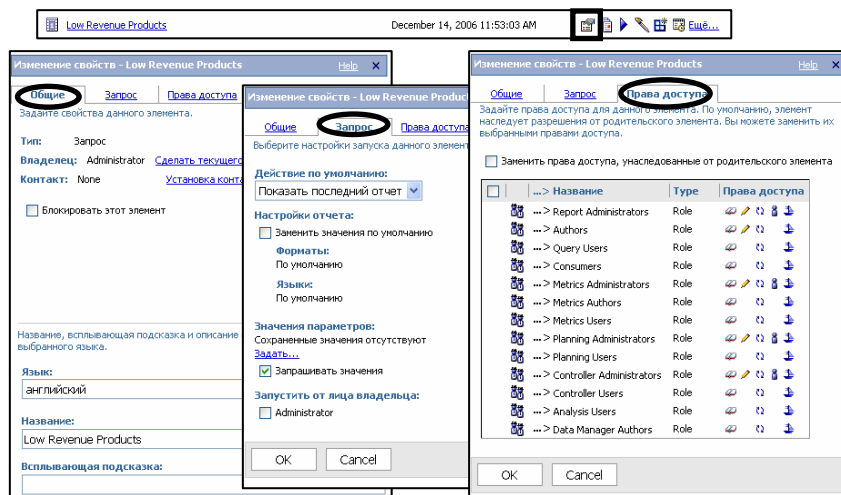 Low Revenue Products December 14, 2006 11:53:03 AM Ещё...
Изменение свойств - Low Revenue Products Help
Общие Запрос Права доступа
Задайте свойства данного элемента.
Тип: Запрос
Владелец: Administrator Сделать текущего
Контакт: None Установка
Блокировать этот элемент
Название, всплывающая подсказка и описание
выбранного языка.
Язык:
английский
Название:
Low Revenue Products
Всплывающая подсказка:
Изменение свойств - Low Revenue
Общие Запрос Права доступа
Выберите настройки запуска данного
Действие по умолчанию:
Показать последний отчет
Настройки отчета:
Заменить значения по умолчанию
Форматы:
По умолчанию
Языки:
По умолчанию
Значения параметров:
Сохраненные значения отсутствуют
Задать...
Запрашивать значения
Запустить от лица владельца:
Administrator
OK Cancel
Изменение свойств - Low Revenue Products Help
Общие Запрос Права доступа
Задайте права доступа для данного элемента. По умолчанию, элемент
наследует разрешения от родительского элемента. Вы можете заменить их
выбранными правами доступа.
Заменить права доступа, унаследованные от родительского элемента
...> Название Type Права доступа
...> Report Administrators Role
...> Authors Role
...> Query Users Role
...> Consumers Role
...> Metrics Administrators Role
...> Metrics Authors Role
...> Metrics Users Role
...> Planning Administrators Role
...> Planning Users Role
...> Controller Administrators Role
...> Controller Users Role
...> Analysis Users Role
...> Data Manager Authors Role
OK Cancel